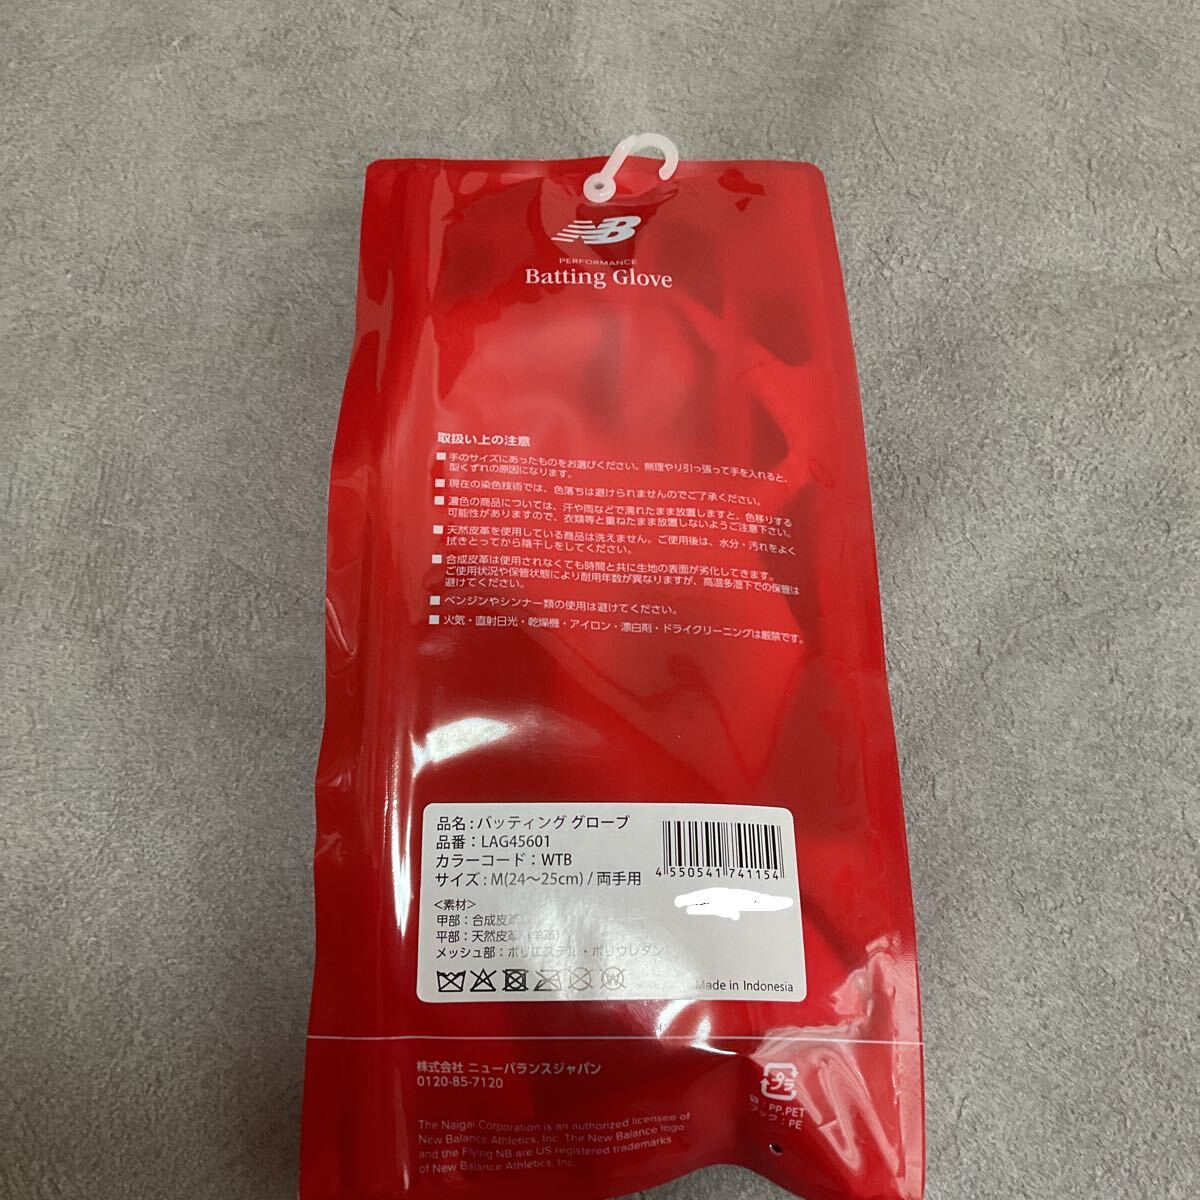 NB
PERFORMANCE
Batting Glove
取扱い上の注意
■ 手のサイズにあったものをお選びください。無理やり引っ張って手を入れると、
型くずれの原因になります。
■ 現在の染色技術では、色落ちは避けられませんのでご了承ください。
■ 濃色の商品については、汗や雨などで濡れたまま放置しますと、色移りする
可能性がありますので、衣類等と重ねたまま放置しないようご注意下さい。
■ 天然皮革を使用している商品は洗えません。ご使用後は、水分・汚れをよく
拭きとってから陰干しをしてください。
■ 合成皮革は使用されなくても時間と共に生地の表面が劣化してきます。
ご使用状況や保管状態により耐用年数が異なりますが、高温多湿下での保管は
避けてください。
■ ベンジンやシンナー類の使用は避けてください。
■ 火気・直射日光・乾燥機・アイロン・漂白剤・ドライクリーニングは厳禁です。
品名：バッティング グローブ
品番：LAG45601
カラーコード：WTB
サイズ：M(24～25cm) / 両手用
4 550541 741154
＜素材＞
甲部：合成皮革
平部：天然皮革（羊革）
メッシュ部：ポリエステル・ポリウレタン
Made in Indonesia
株式会社 ニューバランスジャパン
0120-85-7120
プラ
：PP,PET
フック：PE
The Naigai Corporation is an authorized licensee of
New Balance Athletics, Inc. The New Balance logo
and the Flying NB are US registered trademarks
of New Balance Athletics, Inc.